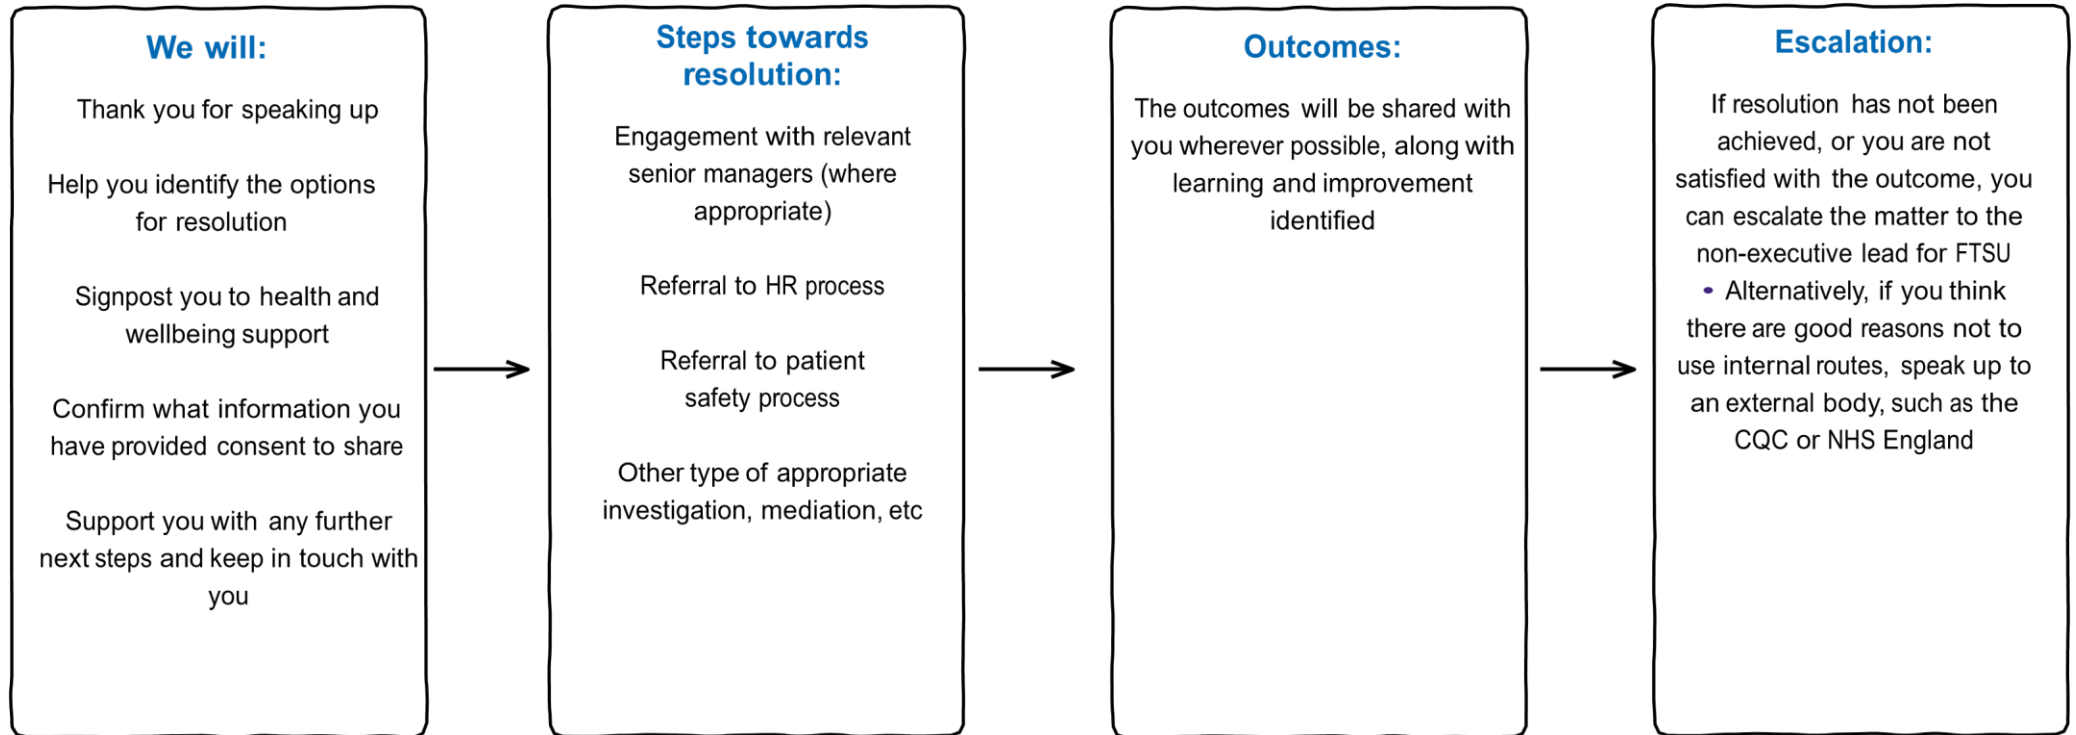 We will:
Thank you for speaking up
Help you identify the options
for resolution
Signpost you to health and
wellbeing support
Confirm what information you
have provided consent to share
Support you with any further
next steps and keep in touch with
you
Steps towards
resolution:
Engagement with relevant
senior managers (where
appropriate)
Referral to HR process
Referral to patient
safety process
Other type of appropriate
investigation, mediation, etc
Outcomes:
The outcomes will be shared with
you wherever possible, along with
learning and improvement
identified
Escalation:
If resolution has not been
achieved, or you are not
satisfied with the outcome, you
can escalate the matter to the
non-executive lead for FTSU
• Alternatively, if you think
there are good reasons not to
use internal routes, speak up to
an external body, such as the
CQC or NHS England